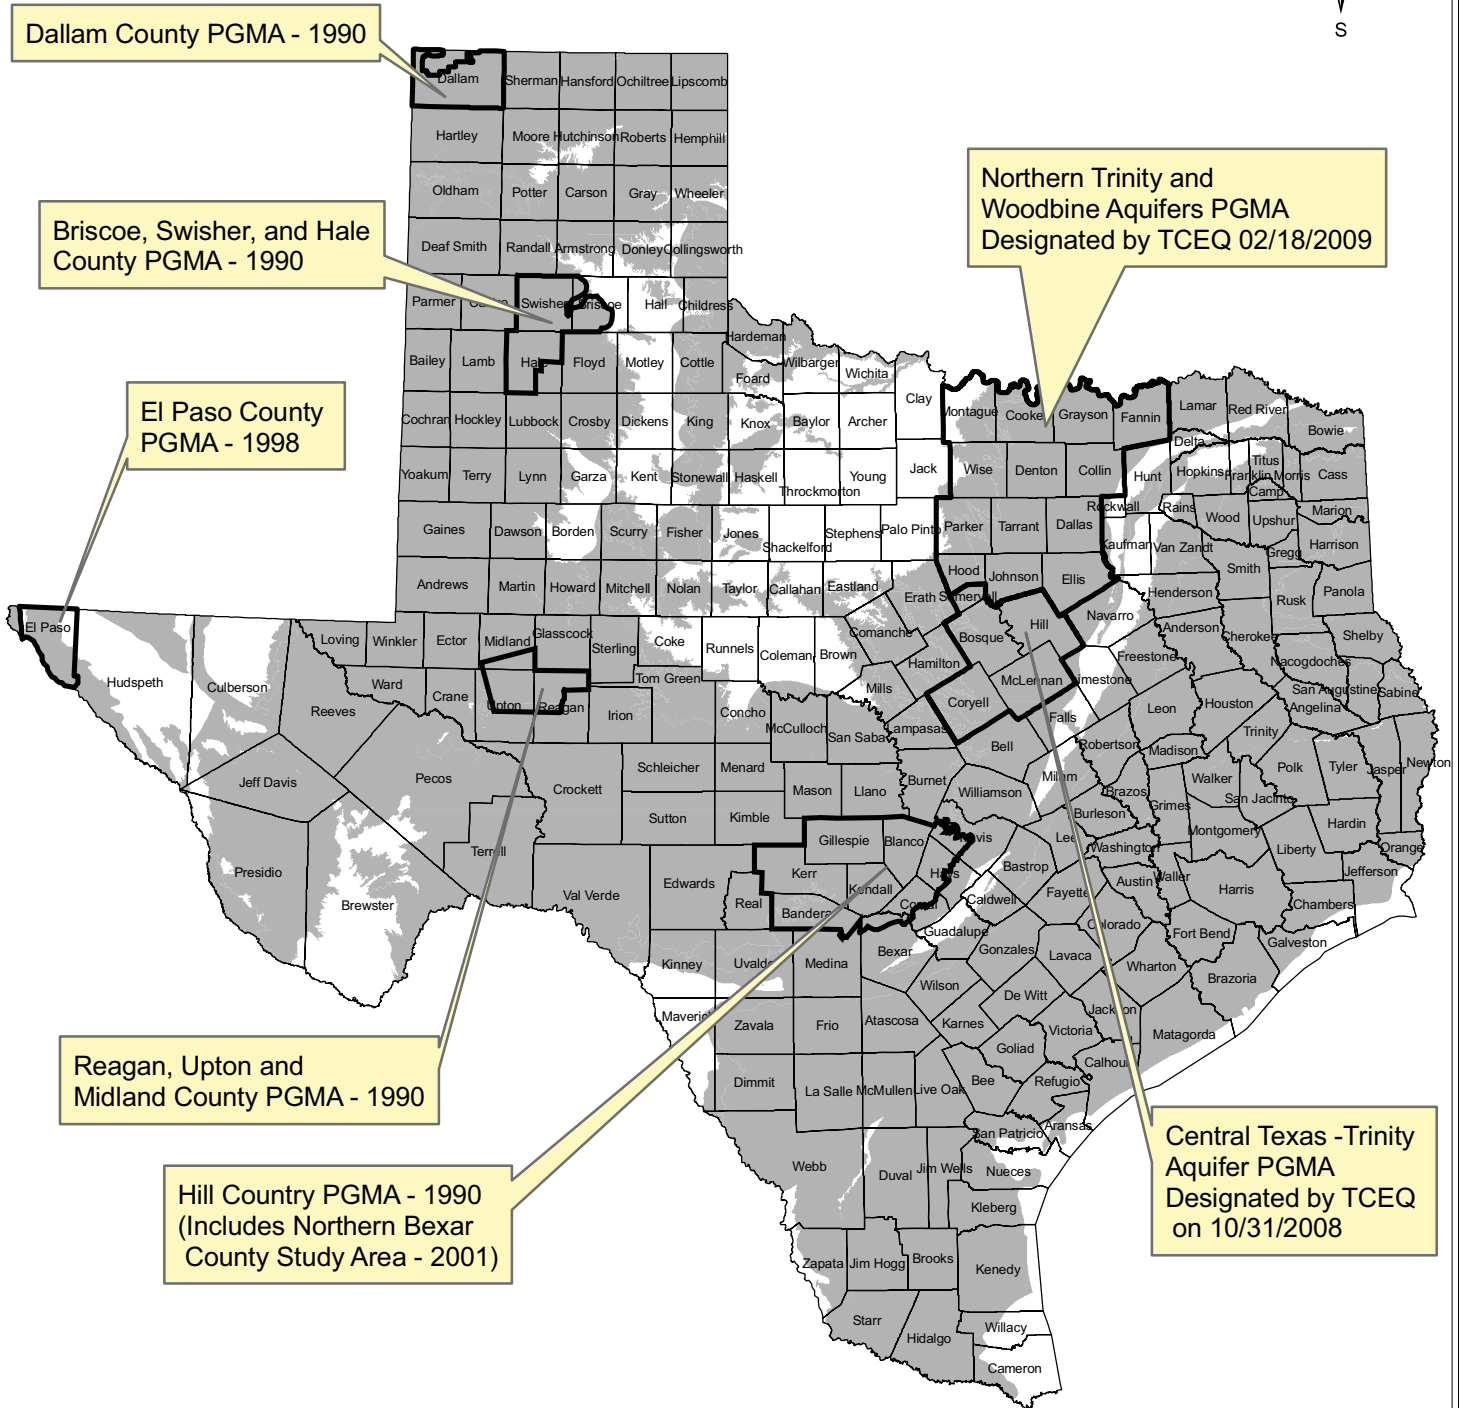 S
Dallam County PGMA - 1990
Dallam
Sherman
Hansford
Ochiltree
Lipscomb
Hartley
Moore
Hutchinson
Roberts
Hemphill
Northern Trinity and
Woodbine Aquifers PGMA
Designated by TCEQ 02/18/2009
Oldham
Potter
Carson
Gray
Wheeler
Briscoe, Swisher, and Hale
County PGMA - 1990
Deaf Smith
Randall
Armstrong
Donley
Collingsworth
Parmer
Swisher
Briscoe
Hall
Childress
Hardeman
Bailey
Lamb
Hale
Floyd
Motley
Cottle
Foard
Wilbarger
Wichita
Clay
El Paso County
PGMA - 1998
Cochran
Hockley
Lubbock
Crosby
Dickens
King
Knox
Baylor
Archer
Montague
Cooke
Grayson
Fannin
Lamar
Red River
Bowie
Delta
Yoakum
Terry
Lynn
Garza
Kent
Stonewall
Haskell
Throckmorton
Young
Jack
Wise
Denton
Collin
Hunt
Hopkins
Franklin
Titus
Camp
Morris
Cass
Gaines
Dawson
Borden
Scurry
Fisher
Jones
Shackelford
Stephens
Palo Pinto
Parker
Tarrant
Dallas
Rockwall
Kaufman
Rains
Van Zandt
Wood
Upshur
Marion
Gregg
Harrison
Andrews
Martin
Howard
Mitchell
Nolan
Taylor
Callahan
Eastland
Erath
Hood
Somervell
Johnson
Ellis
Henderson
Smith
Rusk
Panola
El Paso
Hudspeth
Culberson
Loving
Winkler
Ector
Midland
Glasscock
Sterling
Coke
Runnels
Coleman
Brown
Comanche
Hamilton
Bosque
Hill
Navarro
Freestone
Anderson
Cherokee
Nacogdoches
Shelby
Reeves
Ward
Crane
Upton
Reagan
Irion
Tom Green
Concho
McCulloch
San Saba
Mills
Lampasas
Coryell
McLennan
Limestone
Falls
Leon
Houston
San Augustine
Sabine
Angelina
Trinity
Jeff Davis
Pecos
Crockett
Schleicher
Menard
Mason
Llano
Burnet
Bell
Williamson
Milam
Robertson
Brazos
Madison
Grimes
Walker
San Jacinto
Polk
Tyler
Jasper
Newton
Sutton
Kimble
Gillespie
Blanco
Travis
Bastrop
Lee
Burleson
Washington
Montgomery
Liberty
Hardin
Orange
Jefferson
Presidio
Brewster
Terrell
Val Verde
Edwards
Real
Kerr
Bandera
Kendall
Hays
Comal
Caldwell
Fayette
Austin
Waller
Harris
Chambers
Kinney
Uvalde
Medina
Bexar
Guadalupe
Gonzales
Lavaca
Colorado
Fort Bend
Galveston
Wharton
Brazoria
Maverick
Zavala
Frio
Atascosa
Wilson
Karnes
De Witt
Victoria
Jackson
Matagorda
Goliad
Calhoun
Reagan, Upton and
Midland County PGMA - 1990
Dimmit
La Salle
McMullen
Live Oak
Bee
Refugio
San Patricio
Aransas
Central Texas -Trinity
Aquifer PGMA
Designated by TCEQ
on 10/31/2008
Hill Country PGMA - 1990
(Includes Northern Bexar
County Study Area - 2001)
Webb
Duval
Jim Wells
Nueces
Kleberg
Zapata
Jim Hogg
Brooks
Kenedy
Starr
Hidalgo
Willacy
Cameron